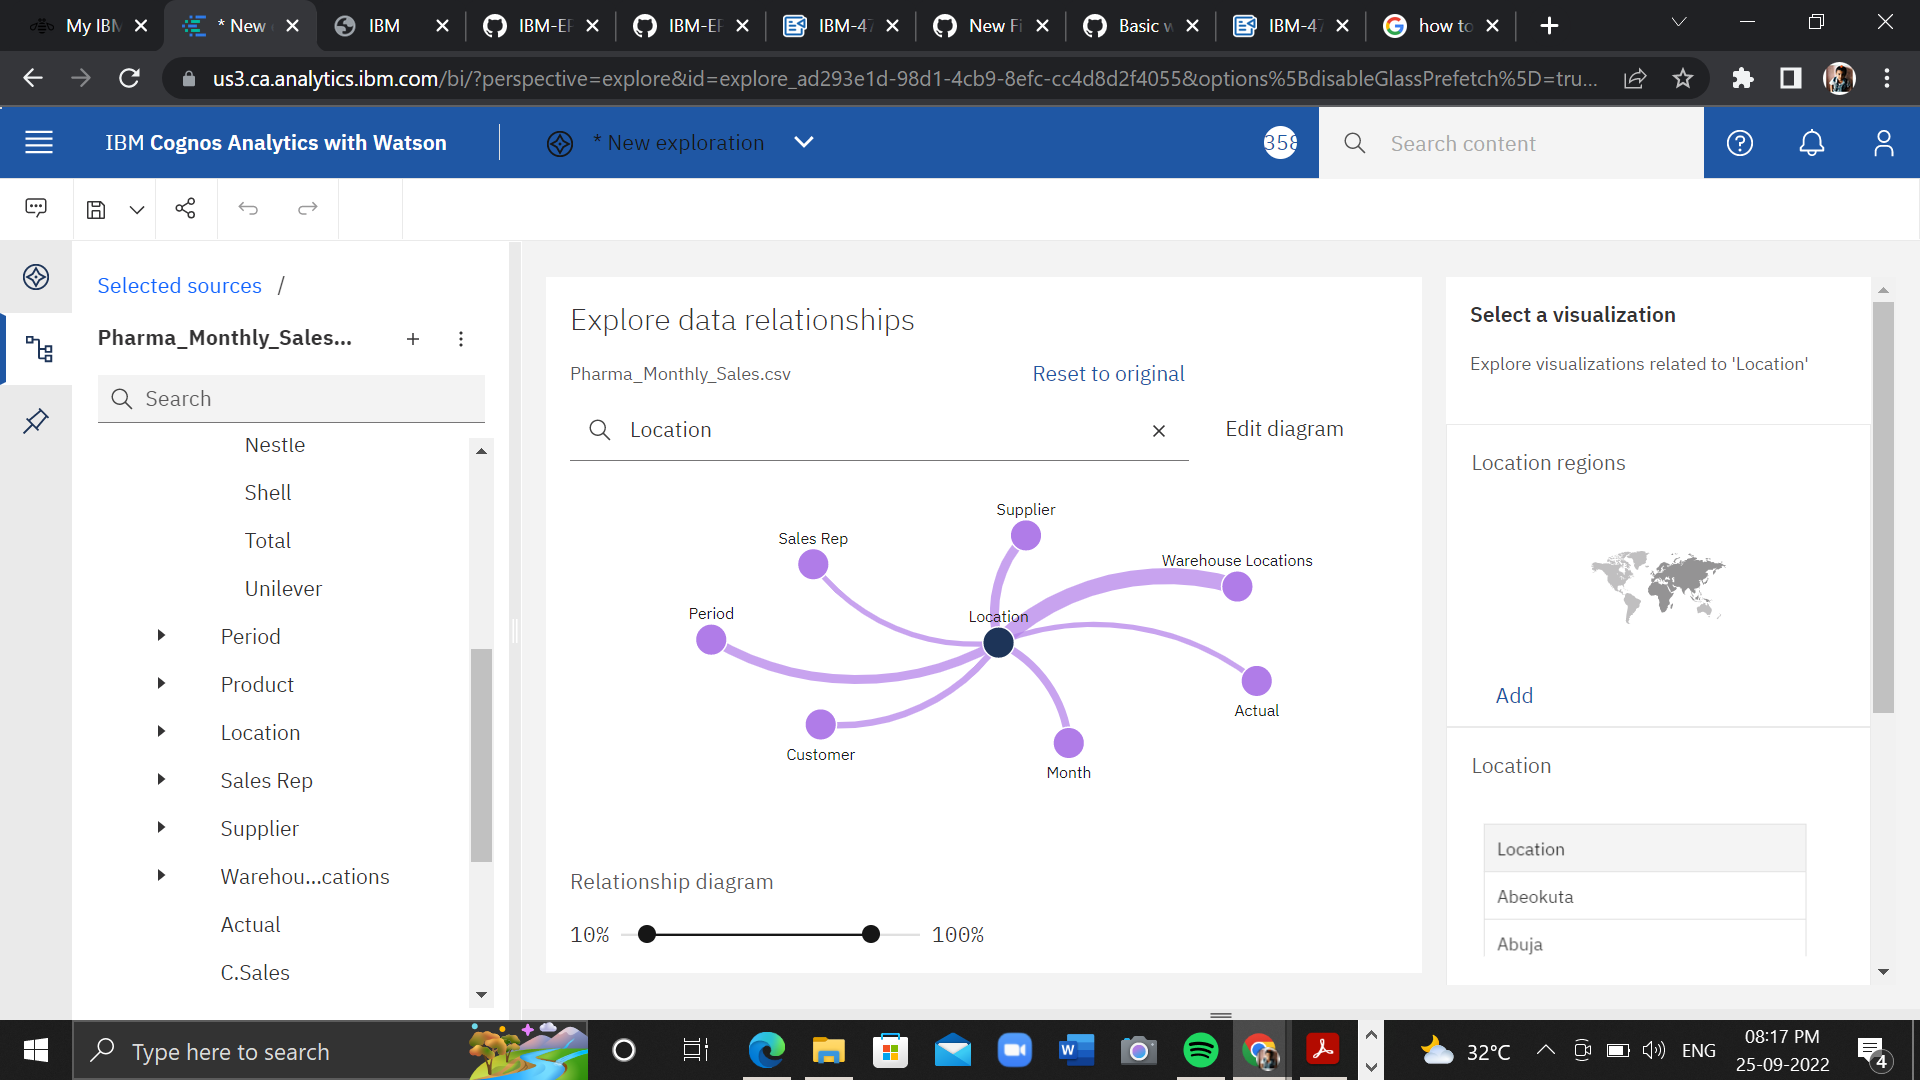 My IBM
* New
IBM
IBM-EP
IBM-EP
IBM-47
New Fi
Basic w
IBM-47
how to
us3.ca.analytics.ibm.com/bi/?perspective=explore&id=explore_ad293e1d-98d1-4cb9-8efc-cc4d8d2f4055&options%5BdisableGlassPrefetch%5D=tru...
IBM Cognos Analytics with Watson
* New exploration
358
Search content
Selected sources /
Pharma_Monthly_Sales...
Search
Nestle
Shell
Total
Unilever
Period
Product
Location
Sales Rep
Supplier
Warehou...cations
Actual
C.Sales
Explore data relationships
Pharma_Monthly_Sales.csv
Reset to original
Location
Edit diagram
Supplier
Sales Rep
Warehouse Locations
Period
Location
Actual
Customer
Month
Relationship diagram
10%
100%
Select a visualization
Explore visualizations related to 'Location'
Location regions
Add
Location
Location
Abeokuta
Abuja
Type here to search
32°C
ENG
08:17 PM
25-09-2022
4